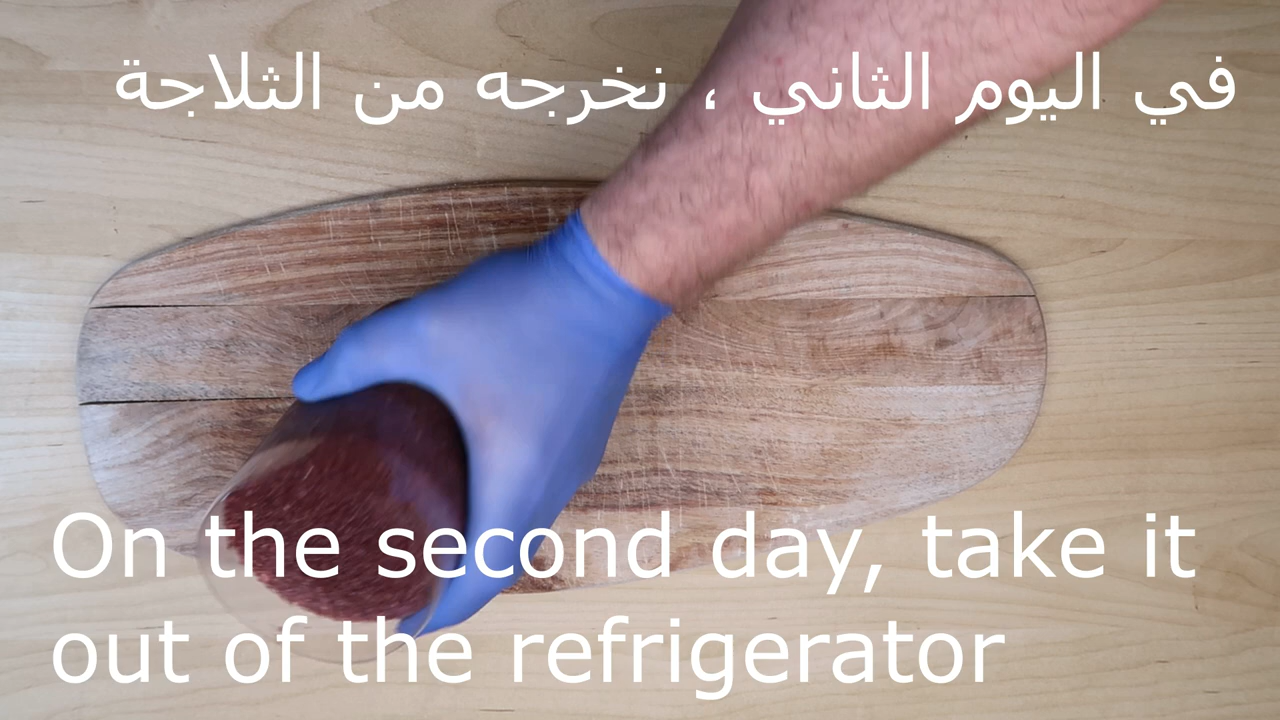 في اليوم الثاني ، نخرجه من الثلاجة
On the second day, take it
out of the refrigerator